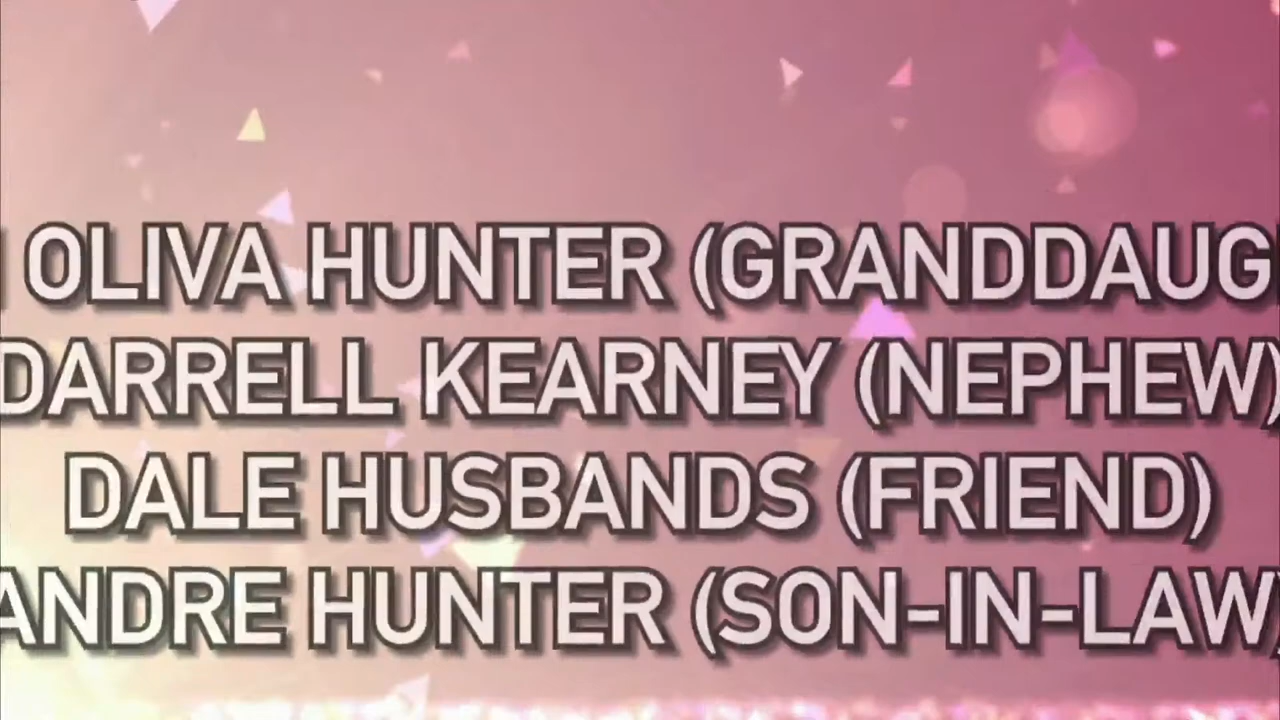 OLIVA HUNTER (GRANDDAUG
DARRELL KEARNEY (NEPHEW)
DALE HUSBANDS (FRIEND)
ANDRE HUNTER (SON-IN-LAW)